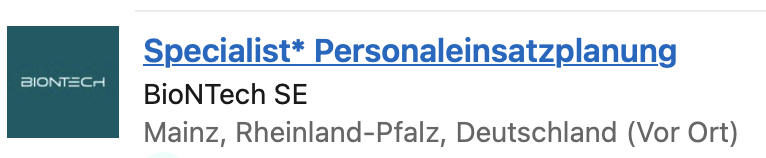 BIONTECH
Specialist* Personaleinsatzplanung
BioNTech SE
Mainz, Rheinland-Pfalz, Deutschland (Vor Ort)